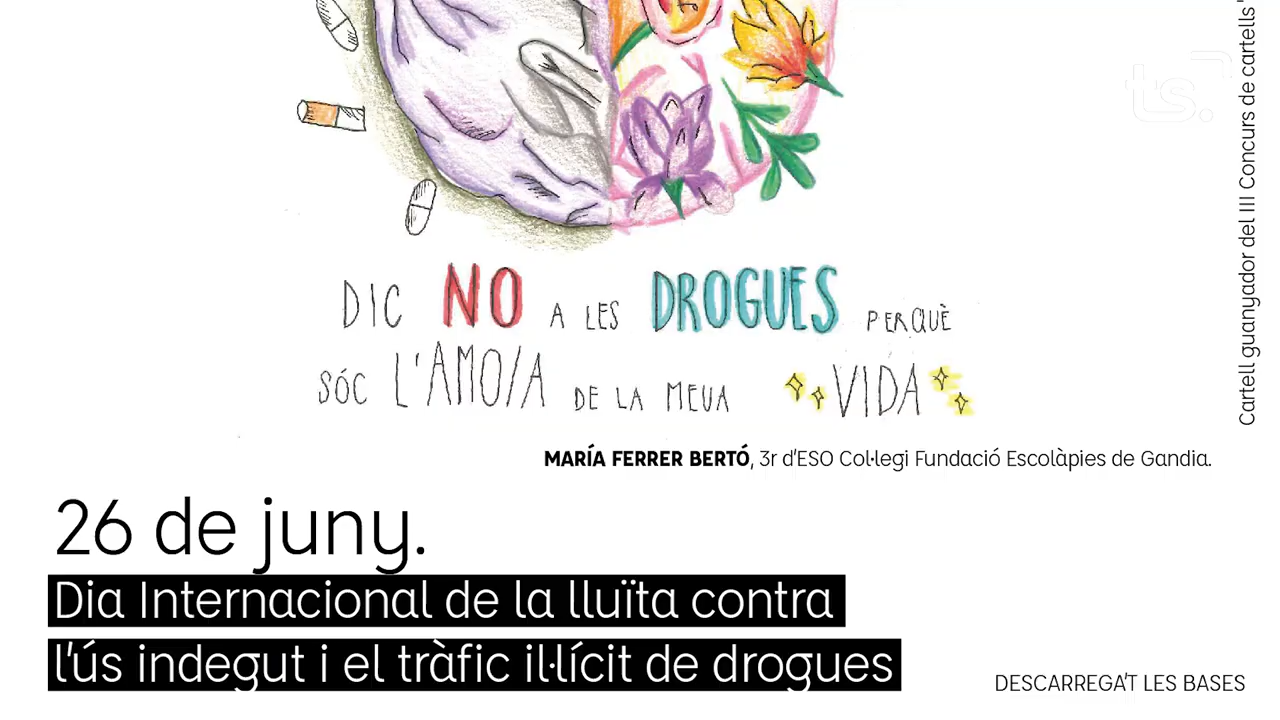 ts.
Cartell guanyador del III Concurs de cartells
DIC NO A LES DROGUES PERQUÈ
SÓC L'AMO/A DE LA MEUA VIDA
MARÍA FERRER BERTÓ, 3r d'ESO Col·legi Fundació Escolàpies de Gandia.
26 de juny.
Dia Internacional de la lluïta contra
l'ús indegut i el tràfic il·lícit de drogues
DESCARREGA'T LES BASES